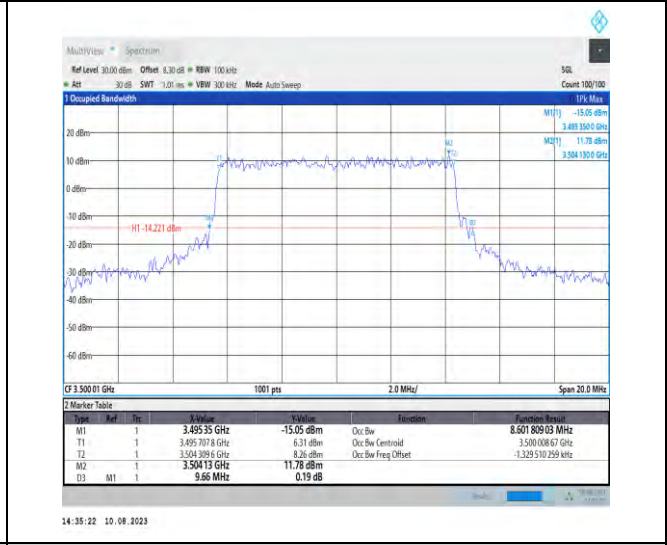 MultiView Spectrum
Ref Level 30.00 dBm Offset 8.30 dB RBW 100 kHz SGL
Att 30 dB SWT 1.01 ms VBW 300 kHz Mode Auto Sweep Count 100/100
1 Occupied Bandwidth 1Pk Max
M1[1] -15.05 dBm
3.495 350 0 GHz
M2[1] 11.78 dBm
3.504 130 0 GHz
20 dBm
M2
T1 T2
10 dBm
0 dBm
-10 dBm
H1 -14.221 dBm
-20 dBm
-30 dBm
-40 dBm
-50 dBm
-60 dBm
CF 3.500 01 GHz 1001 pts 2.0 MHz/ Span 20.0 MHz
2 Marker Table
Type Ref Trc X-Value Y-Value Function Function Result
M1 1 3.495 35 GHz -15.05 dBm Occ Bw 8.601 809 03 MHz
T1 1 3.495 707 8 GHz 6.31 dBm Occ Bw Centroid 3.500 008 67 GHz
T2 1 3.504 309 6 GHz 8.26 dBm Occ Bw Freq Offset -1.329 510 259 kHz
M2 1 3.504 13 GHz 11.78 dBm
D3 M1 1 9.66 MHz 0.19 dB
14:35:22 10.08.2023